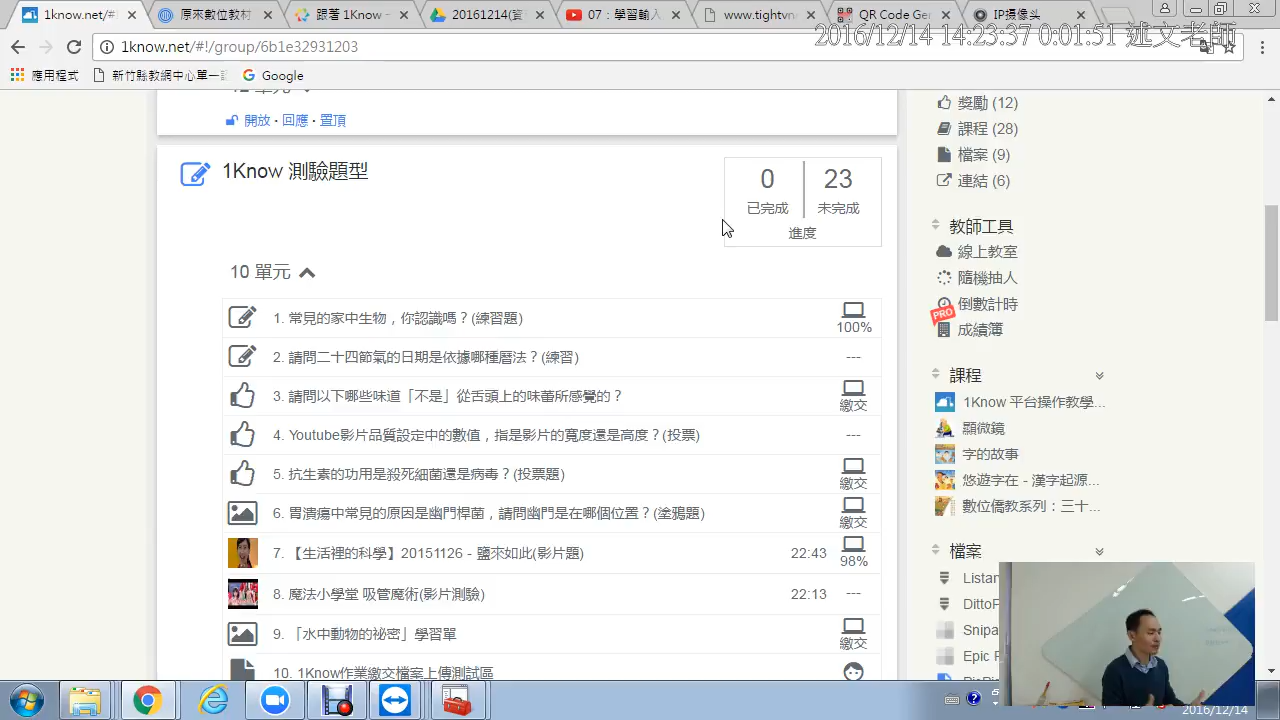 1know.net/#!/
原來數位教材
跟著 1Know -
20161214(資
07：學習輸入
www.tightvn
QR Code Gen
IP摄像头
1know.net/#!/group/6b1e32931203
2016/12/14 14:23:37 0:01:51 述文老師
應用程式
新竹縣教網中心單一
Google
開放 · 回應 · 置頂
1Know 測驗題型
0
23
已完成
未完成
進度
10 單元
1. 常見的家中生物，你認識嗎？(練習題)
100%
2. 請問二十四節氣的日期是依據哪種曆法？(練習)
---
3. 請問以下哪些味道「不是」從舌頭上的味蕾所感覺的？
繳交
4. Youtube影片品質設定中的數值，指是影片的寬度還是高度？(投票)
---
5. 抗生素的功用是殺死細菌還是病毒？(投票題)
繳交
6. 胃潰瘍中常見的原因是幽門桿菌，請問幽門是在哪個位置？(塗鴉題)
繳交
7. 【生活裡的科學】20151126 - 鹽來如此(影片題)
22:43
98%
8. 魔法小學堂 吸管魔術(影片測驗)
22:13
---
9. 「水中動物的祕密」學習單
繳交
10. 1Know作業繳交檔案上傳測試區
獎勵 (12)
課程 (28)
檔案 (9)
連結 (6)
教師工具
線上教室
隨機抽人
倒數計時
PRO
成績簿
課程
1Know 平台操作教學...
顯微鏡
字的故事
悠遊字在 - 漢字起源...
數位僑教系列：三十...
檔案
Listar
DittoF
Snipa
Epic F
2016/12/14